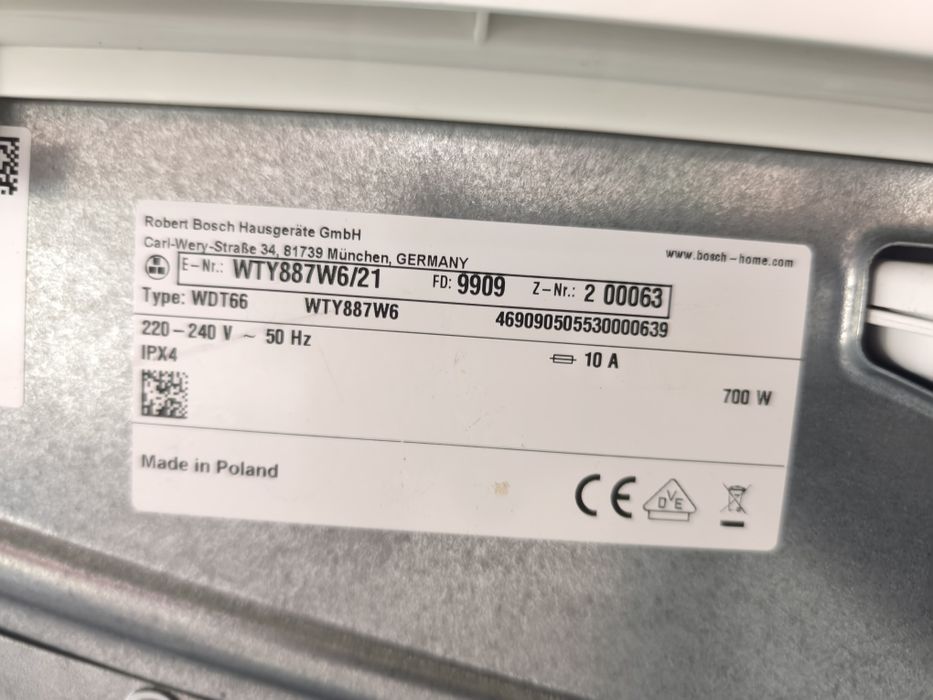 Robert Bosch Hausgeräte GmbH
Carl-Wery-Straße 34, 81739 München, GERMANY
www.bosch-home.com
E-Nr.: WTY887W6/21 FD: 9909 Z-Nr.: 2 00063
Type: WDT66 WTY887W6 469090505530000639
220-240 V ~ 50 Hz
IPX4
10 A
700 W
Made in Poland
CE
DVE